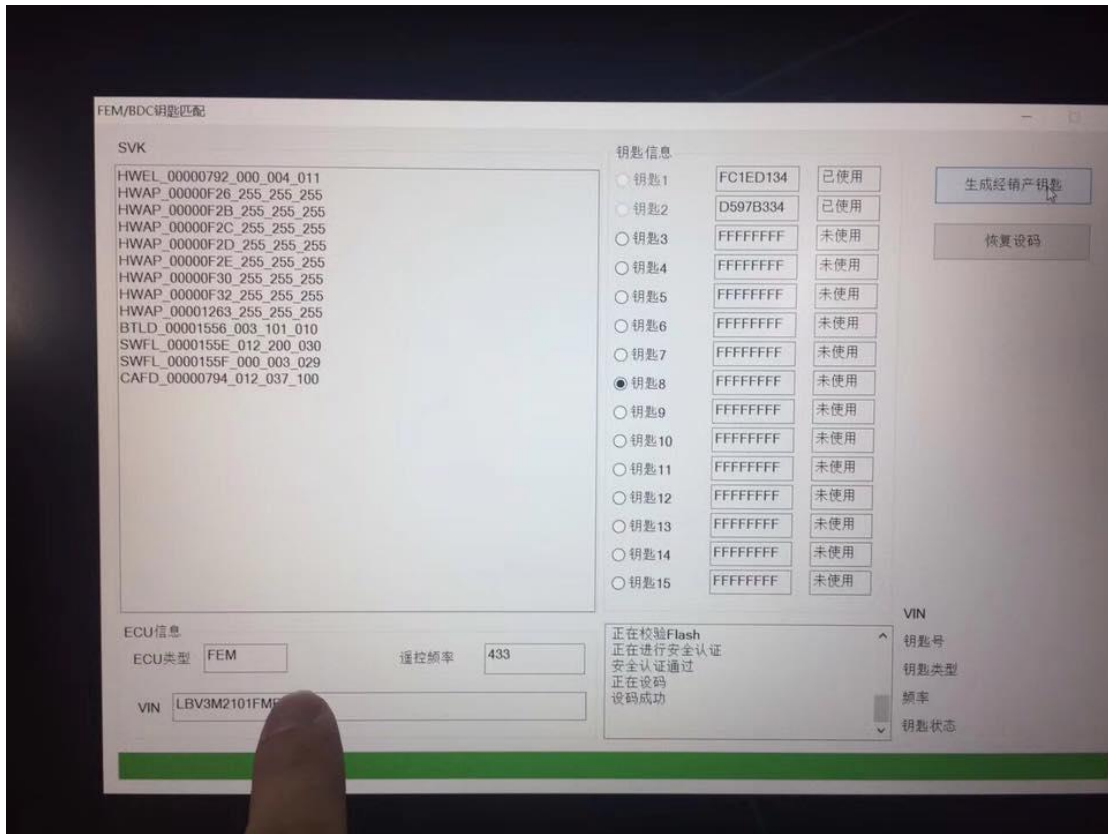 FEM/BDC钥匙匹配
SVK
HWEL_00000792_000_004_011
HWAP_00000F26_255_255_255
HWAP_00000F2B_255_255_255
HWAP_00000F2C_255_255_255
HWAP_00000F2D_255_255_255
HWAP_00000F2E_255_255_255
HWAP_00000F30_255_255_255
HWAP_00000F32_255_255_255
HWAP_00001263_255_255_255
BTLD_00001556_003_101_010
SWFL_0000155E_012_200_030
SWFL_0000155F_000_003_029
CAFD_00000794_012_037_100
钥匙信息
钥匙1 FC1ED134 已使用
钥匙2 D597B334 已使用
钥匙3 FFFFFFFF 未使用
钥匙4 FFFFFFFF 未使用
钥匙5 FFFFFFFF 未使用
钥匙6 FFFFFFFF 未使用
钥匙7 FFFFFFFF 未使用
钥匙8 FFFFFFFF 未使用
钥匙9 FFFFFFFF 未使用
钥匙10 FFFFFFFF 未使用
钥匙11 FFFFFFFF 未使用
钥匙12 FFFFFFFF 未使用
钥匙13 FFFFFFFF 未使用
钥匙14 FFFFFFFF 未使用
钥匙15 FFFFFFFF 未使用
生成经销产钥匙
恢复设码
ECU信息
ECU类型 FEM 遥控频率 433
VIN LBV3M2101FM
正在校验Flash
正在进行安全认证
安全认证通过
正在设码
设码成功
VIN
钥匙号
钥匙类型
频率
钥匙状态